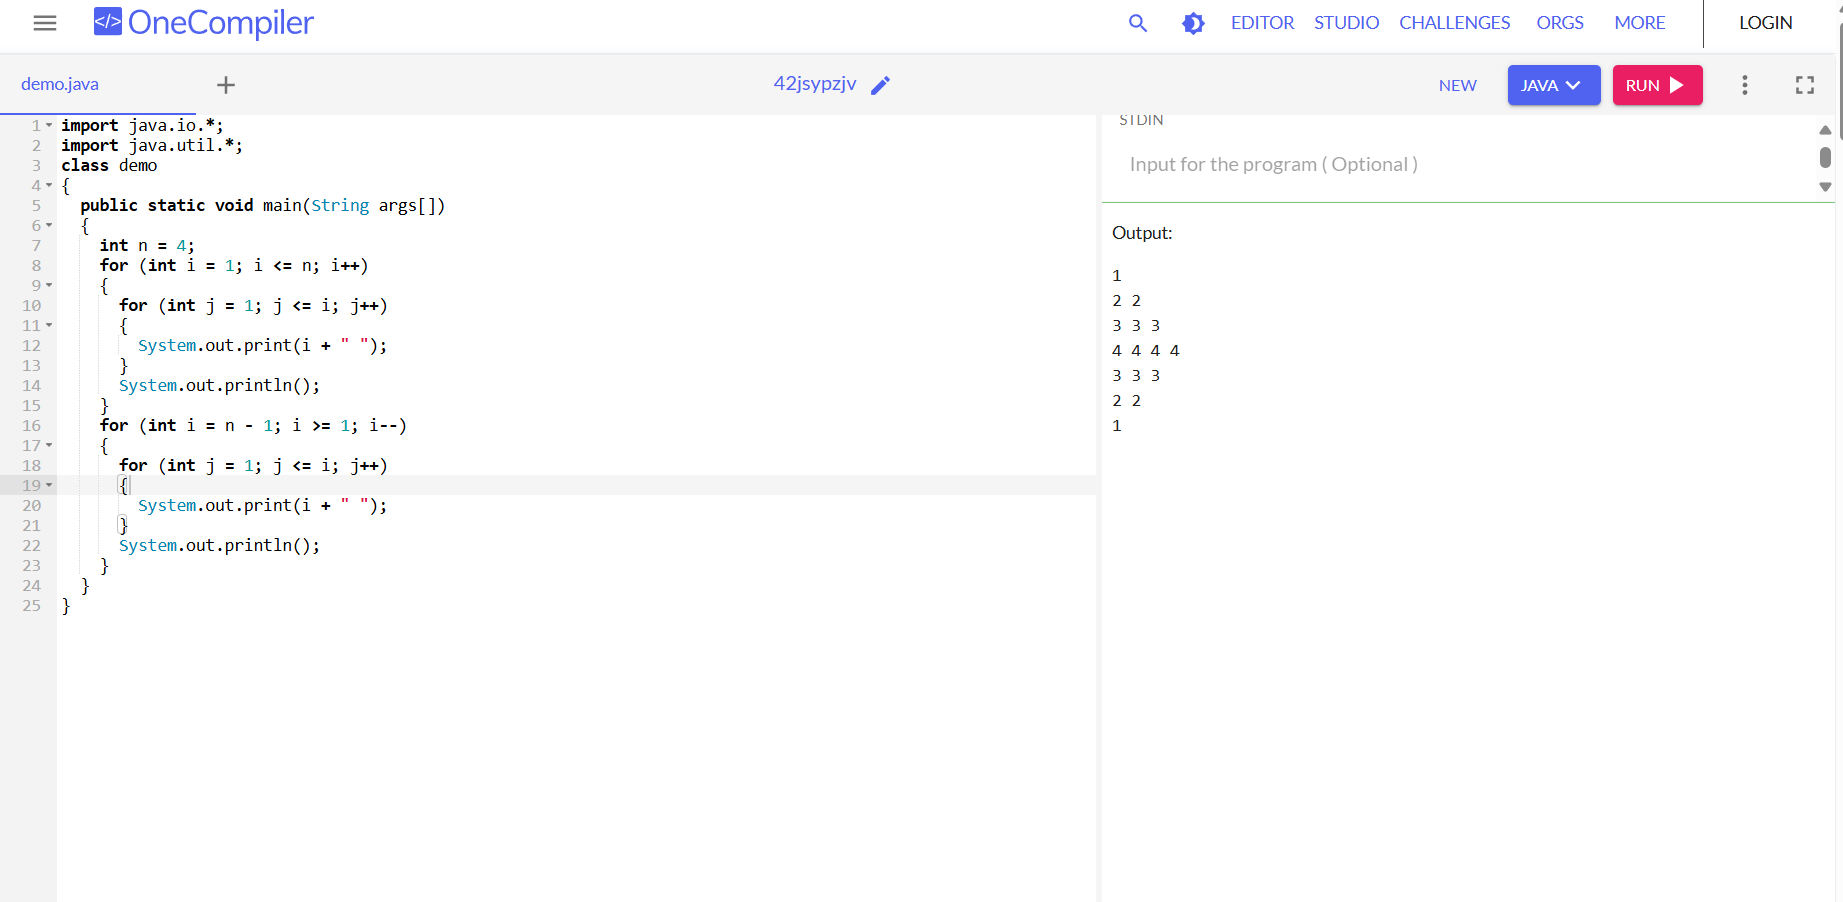 </> OneCompiler
EDITOR STUDIO CHALLENGES ORGS MORE LOGIN
demo.java + 42jsypzjv NEW JAVA RUN
1 import java.io.*;
2 import java.util.*;
3 class demo
4 {
5   public static void main(String args[])
6   {
7     int n = 4;
8     for (int i = 1; i <= n; i++)
9     {
10       for (int j = 1; j <= i; j++)
11       {
12         System.out.print(i + " ");
13       }
14       System.out.println();
15     }
16     for (int i = n - 1; i >= 1; i--)
17     {
18       for (int j = 1; j <= i; j++)
19       {
20         System.out.print(i + " ");
21       }
22       System.out.println();
23     }
24   }
25 }
STDIN
Input for the program ( Optional )
Output:
1
2 2
3 3 3
4 4 4 4
3 3 3
2 2
1